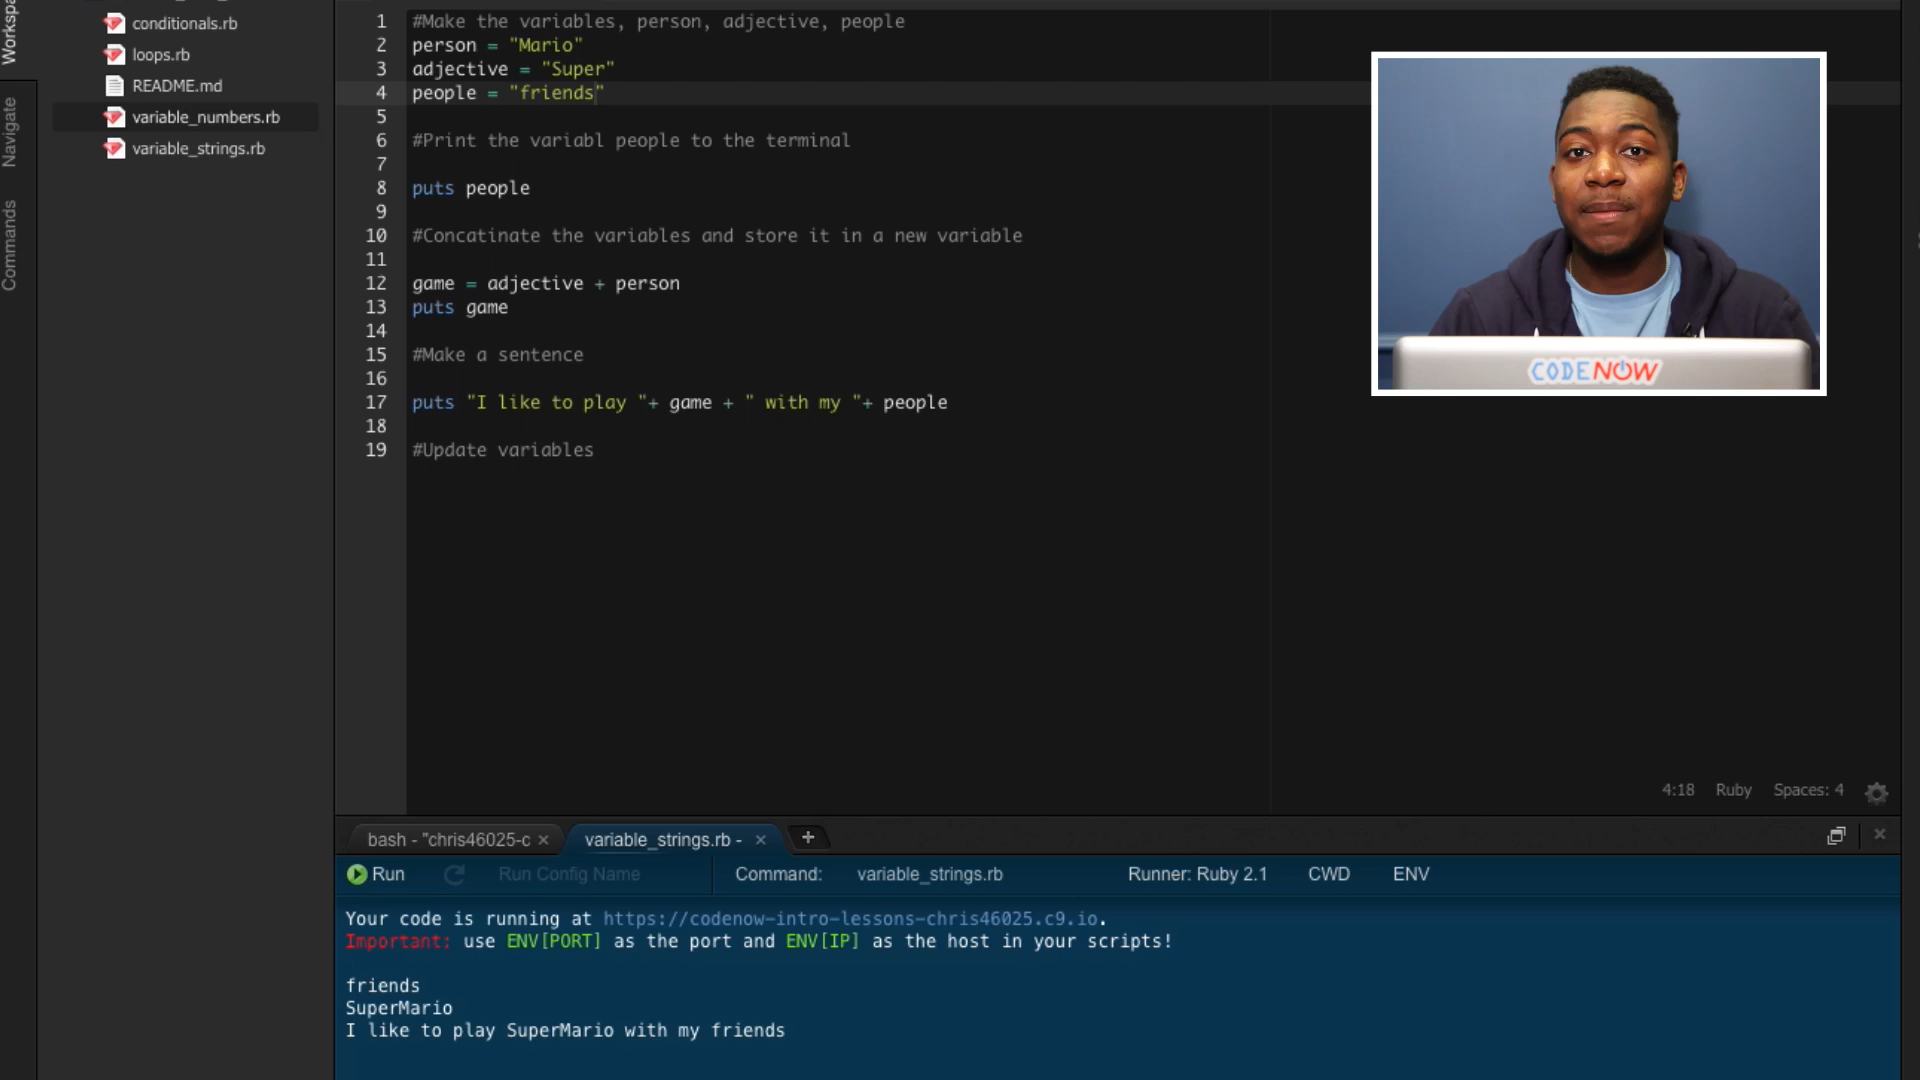 Workspa
Navigate
Commands
conditionals.rb
loops.rb
README.md
variable_numbers.rb
variable_strings.rb
1 #Make the variables, person, adjective, people
2 person = "Mario"
3 adjective = "Super"
4 people = "friends"
5
6 #Print the variabl people to the terminal
7
8 puts people
9
10 #Concatinate the variables and store it in a new variable
11
12 game = adjective + person
13 puts game
14
15 #Make a sentence
16
17 puts "I like to play "+ game + " with my "+ people
18
19 #Update variables
CODENOW
4:18 Ruby Spaces: 4
bash - "chris46025-c × variable_strings.rb - × +
Run Run Config Name Command: variable_strings.rb Runner: Ruby 2.1 CWD ENV
Your code is running at https://codenow-intro-lessons-chris46025.c9.io.
Important: use ENV[PORT] as the port and ENV[IP] as the host in your scripts!
friends
SuperMario
I like to play SuperMario with my friends